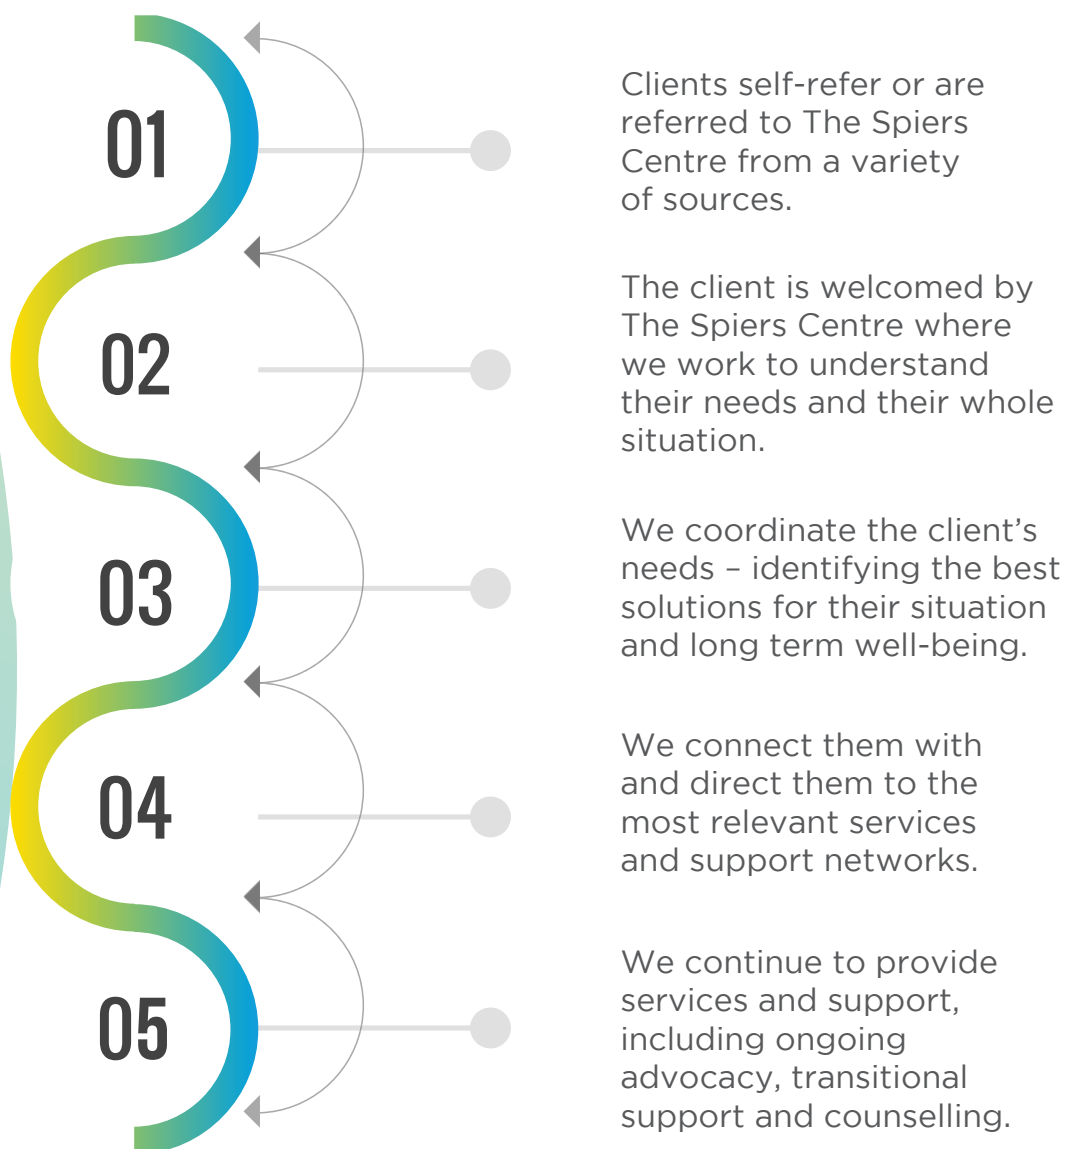 01
Clients self-refer or are
referred to The Spiers
Centre from a variety
of sources.
02
The client is welcomed by
The Spiers Centre where
we work to understand
their needs and their whole
situation.
03
We coordinate the client’s
needs – identifying the best
solutions for their situation
and long term well-being.
04
We connect them with
and direct them to the
most relevant services
and support networks.
05
We continue to provide
services and support,
including ongoing
advocacy, transitional
support and counselling.